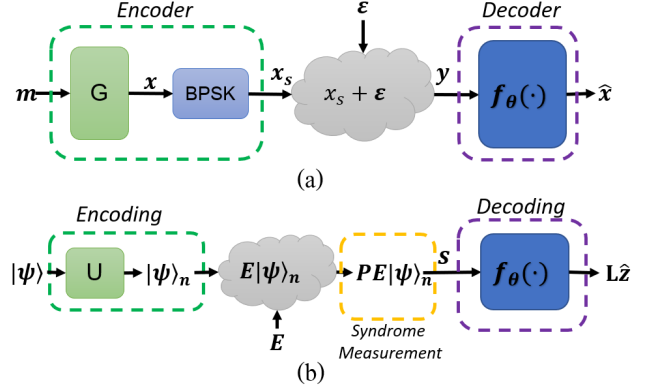 Encoder
ε
Decoder
m
G
x
BPSK
x_s
x_s + ε
y
f_θ(·)
x̂
(a)
Encoding
Decoding
|ψ⟩
U
|ψ⟩_n
E|ψ⟩_n
PE|ψ⟩_n
s
f_θ(·)
Lẑ
E
Syndrome
Measurement
(b)